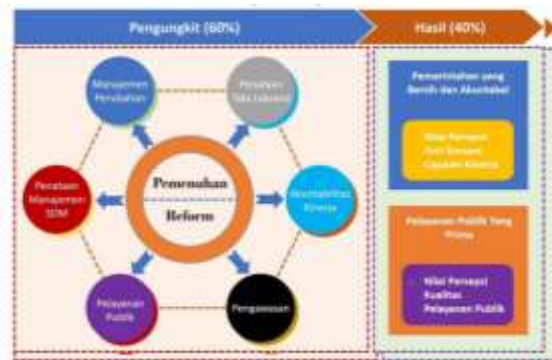 Pengungkit (60%)
Hasil (40%)
Manajemen
Perubahan
Penataan
Tata Laksana
Penataan
Manajemen
SDM
Pemenuhan
Reform
Akuntabilitas
Kinerja
Pelayanan
Publik
Pengawasan
Pemerintahan yang
Bersih dan Akuntabel
Nilai Persepsi
Anti Korupsi
Capaian Kinerja
Pelayanan Publik Yang
Prima
Nilai Persepsi
Kualitas
Pelayanan Publik